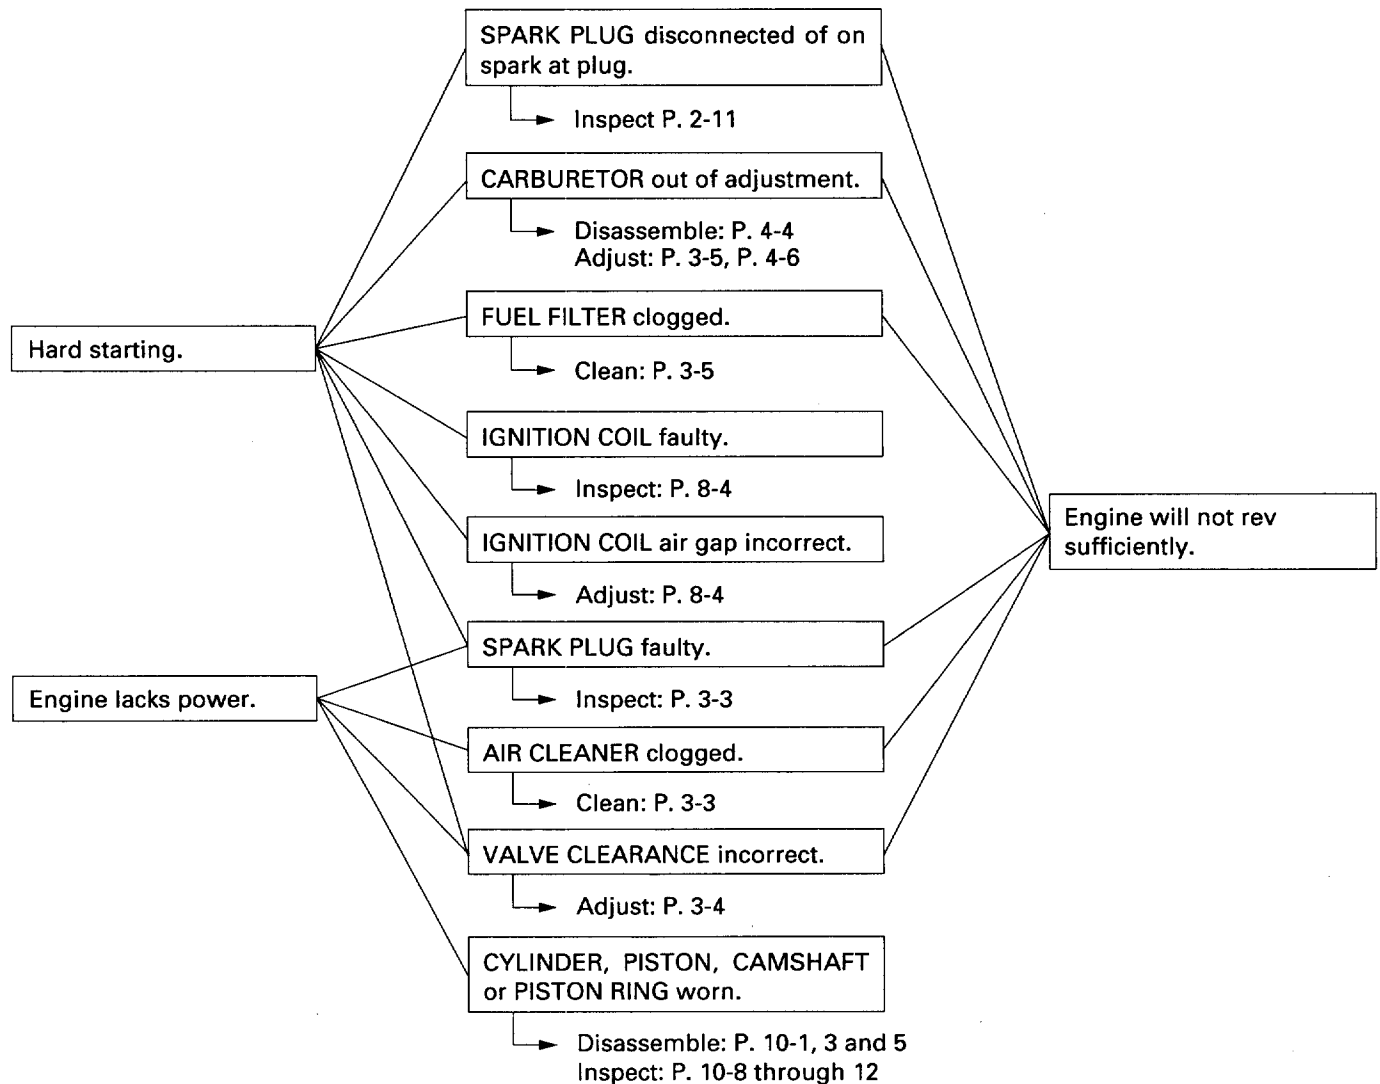 SPARK PLUG disconnected of on
spark at plug.
Inspect P. 2-11
CARBURETOR out of adjustment.
Disassemble: P. 4-4
Adjust: P. 3-5, P. 4-6
FUEL FILTER clogged.
Clean: P. 3-5
Hard starting.
IGNITION COIL faulty.
Inspect: P. 8-4
IGNITION COIL air gap incorrect.
Adjust: P. 8-4
Engine will not rev
sufficiently.
SPARK PLUG faulty.
Inspect: P. 3-3
Engine lacks power.
AIR CLEANER clogged.
Clean: P. 3-3
VALVE CLEARANCE incorrect.
Adjust: P. 3-4
CYLINDER, PISTON, CAMSHAFT
or PISTON RING worn.
Disassemble: P. 10-1, 3 and 5
Inspect: P. 10-8 through 12